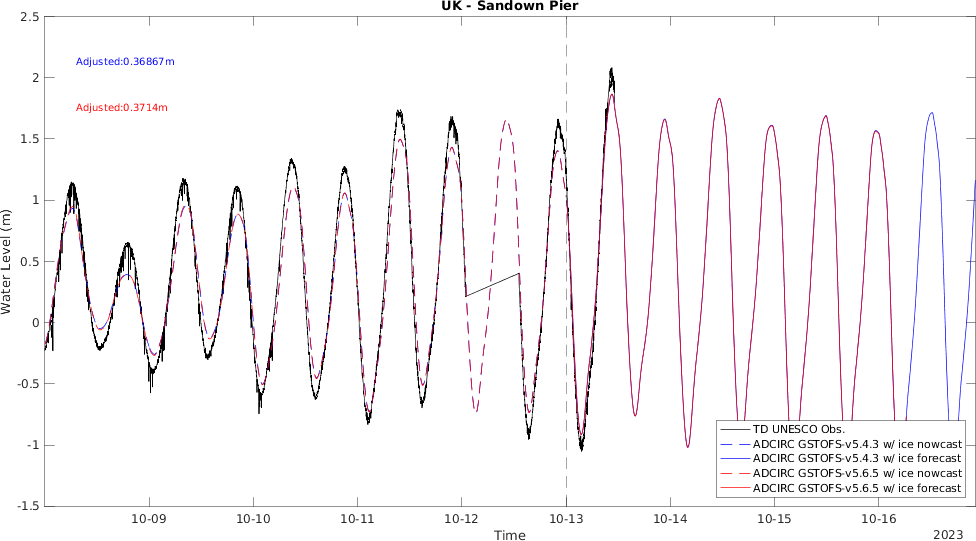 UK - Sandown Pier
2.5
2
1.5
1
0.5
0
-0.5
-1
-1.5
Water Level (m)
Adjusted:0.36867m
Adjusted:0.3714m
TD UNESCO Obs.
ADCIRC GSTOFS-v5.4.3 w/ ice nowcast
ADCIRC GSTOFS-v5.4.3 w/ ice forecast
ADCIRC GSTOFS-v5.6.5 w/ ice nowcast
ADCIRC GSTOFS-v5.6.5 w/ ice forecast
10-09 10-10 10-11 10-12 10-13 10-14 10-15 10-16
Time
2023